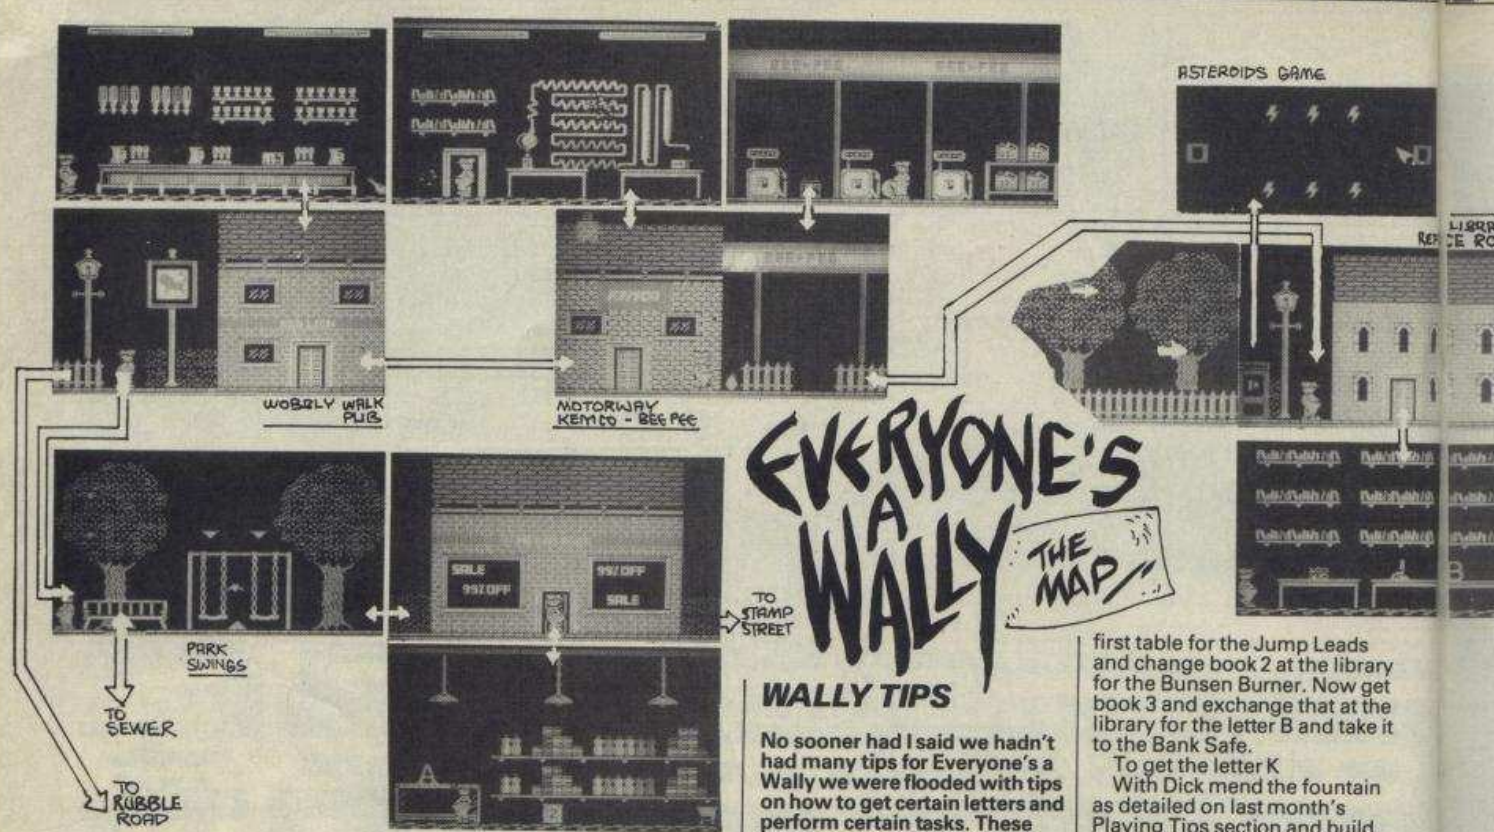 ASTEROIDS GAME
WOBBLY WALK
PUB
MOTORWAY
KEMCO - BEE PEE
SALE
99% OFF
99% OFF
SALE
TO
STAMP
STREET
PARK
SWINGS
TO
SEWER
TO
RUBBLE
ROAD
EVERYONE'S
A
WALLY
THE
MAP
WALLY TIPS
No sooner had I said we hadn't
had many tips for Everyone's a
Wally we were flooded with tips
on how to get certain letters and
perform certain tasks. These
first table for the Jump Leads
and change book 2 at the library
for the Bunsen Burner. Now get
book 3 and exchange that at the
library for the letter B and take it
to the Bank Safe.
To get the letter K
With Dick mend the fountain
as detailed on last month's
Playing Tips section and build